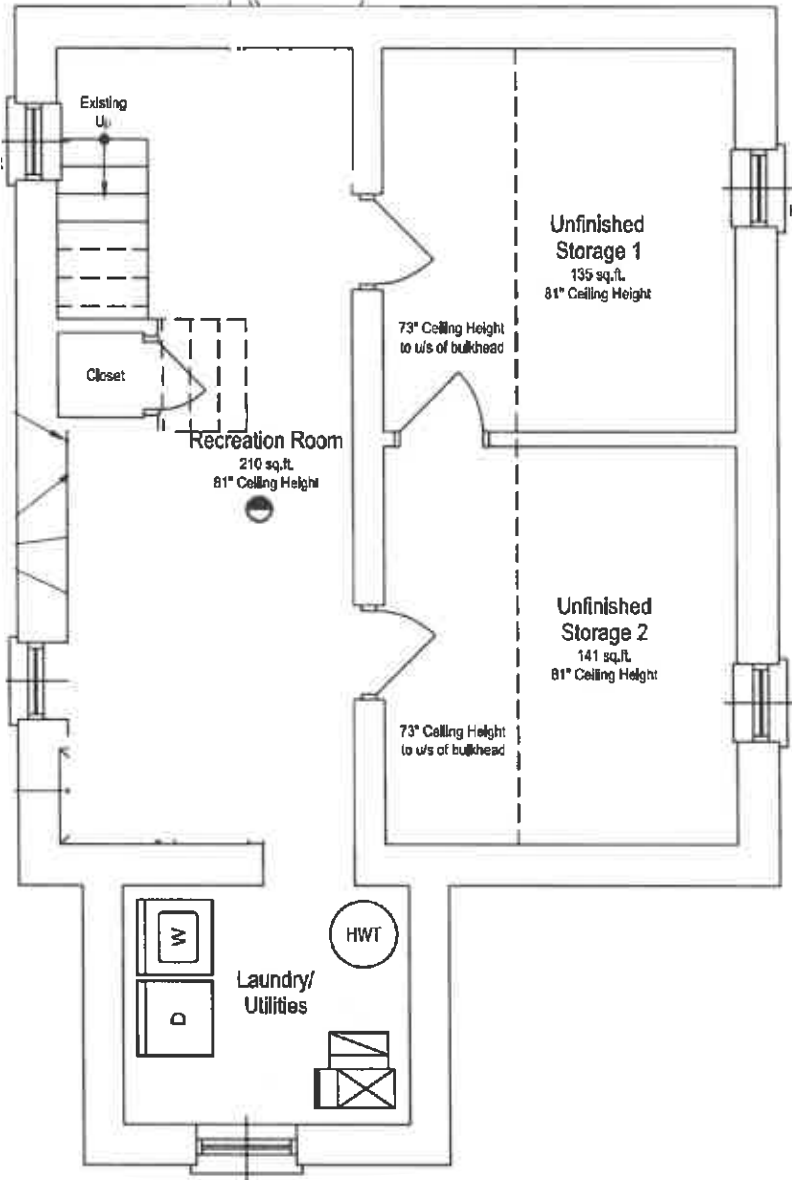 Existing
Up
Unfinished
Storage 1
135 sq.ft.
81" Ceiling Height
73" Ceiling Height
to u/s of bulkhead
Closet
Recreation Room
210 sq.ft.
81" Ceiling Height
Unfinished
Storage 2
141 sq.ft.
81" Ceiling Height
73" Ceiling Height
to u/s of bulkhead
W
HWT
Laundry/
Utilities
D